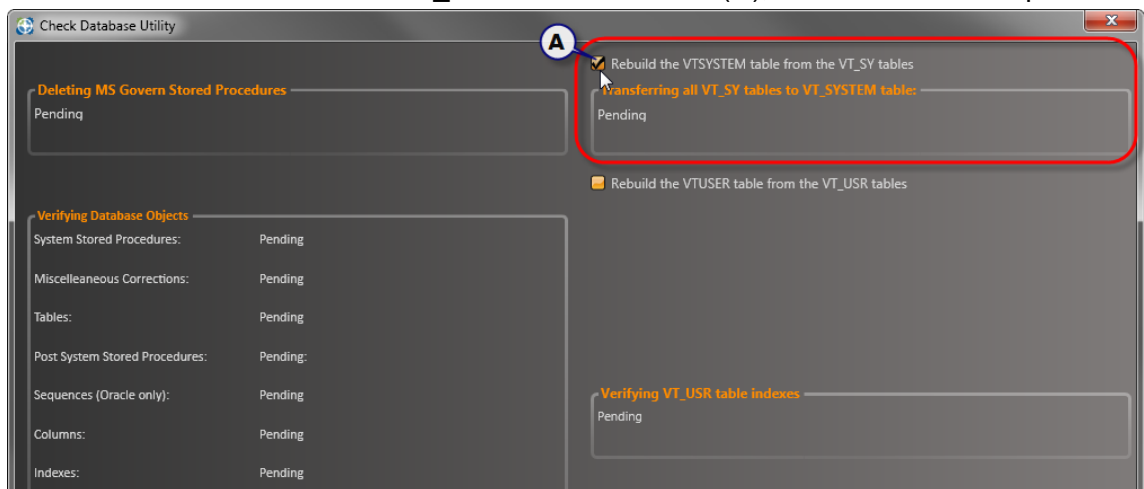 Check Database Utility
A
Rebuild the VTSYSTEM table from the VT_SY tables
Deleting MS Govern Stored Procedures
Pending
Transferring all VT_SY tables to VT_SYSTEM table:
Pending
Rebuild the VTUSER table from the VT_USR tables
Verifying Database Objects
System Stored Procedures: Pending
Miscelleaneous Corrections: Pending
Tables: Pending
Post System Stored Procedures: Pending:
Sequences (Oracle only): Pending
Columns: Pending
Indexes: Pending
Verifying VT_USR table indexes
Pending